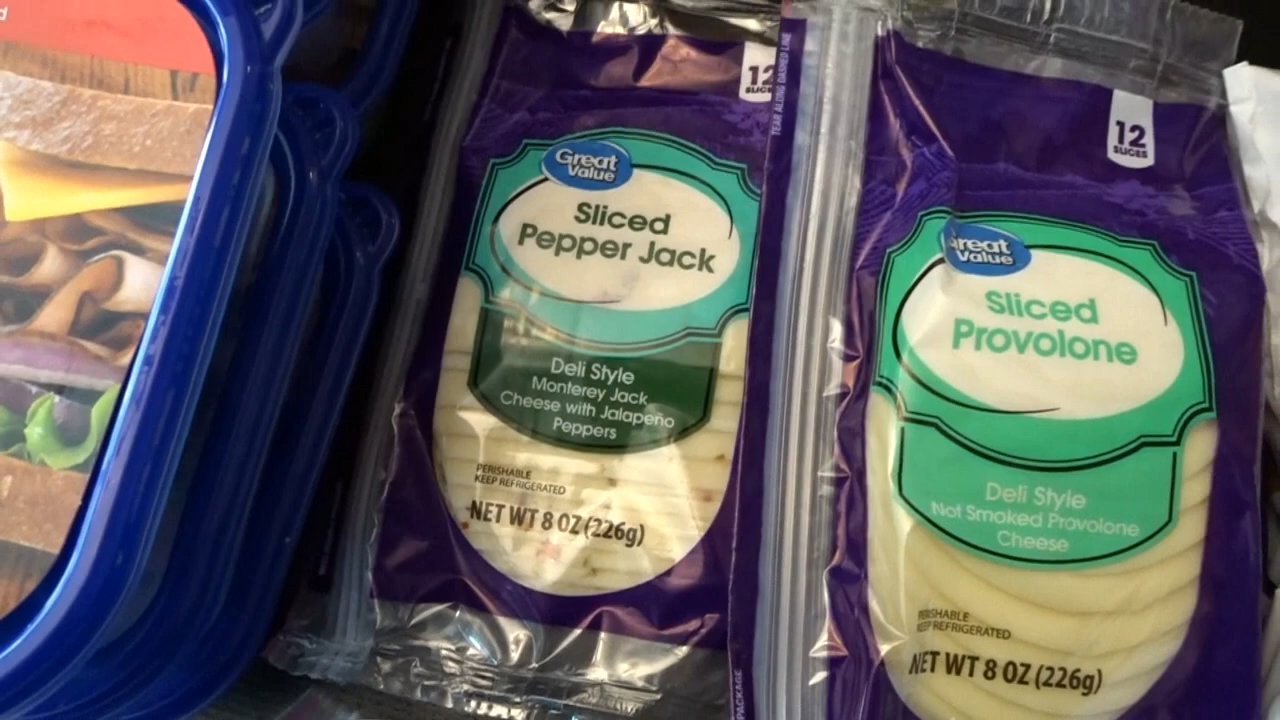 12
SLICES
TEAR ALONG DASHED LINE
Great
Value
Sliced
Pepper Jack
Deli Style
Monterey Jack
Cheese with Jalapeño
Peppers
PERISHABLE
KEEP REFRIGERATED
NET WT 8 OZ (226g)
PACKAGE
12
SLICES
Great
Value
Sliced
Provolone
Deli Style
Not Smoked Provolone
Cheese
PERISHABLE
KEEP REFRIGERATED
NET WT 8 OZ (226g)